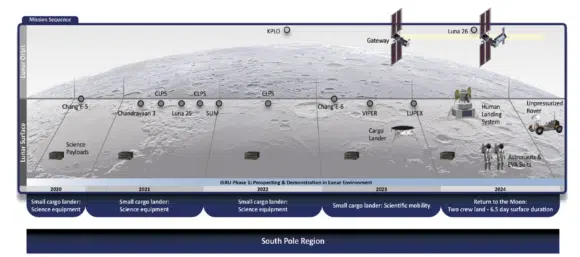 Mission Sequence
Lunar Orbit
KPLO
Gateway
Luna 26
Lunar Surface
Chang'E-5
CLPS
Chandrayaan 3
Luna 25
CLPS
SLIM
CLPS
Chang'E-6
VIPER
LUPEX
Cargo
Lander
Human
Landing
System
Unpressurized
Rover
Science
Payloads
Astronauts &
EVA Suits
ISRU Phase 1: Prospecting & Demonstration in Lunar Environment
2020
2021
2022
2023
2024
Small cargo lander:
Science equipment
Small cargo lander:
Science equipment
Small cargo lander:
Science equipment
Small cargo lander: Scientific mobility
Return to the Moon:
Two crew land - 6.5 day surface duration
South Pole Region